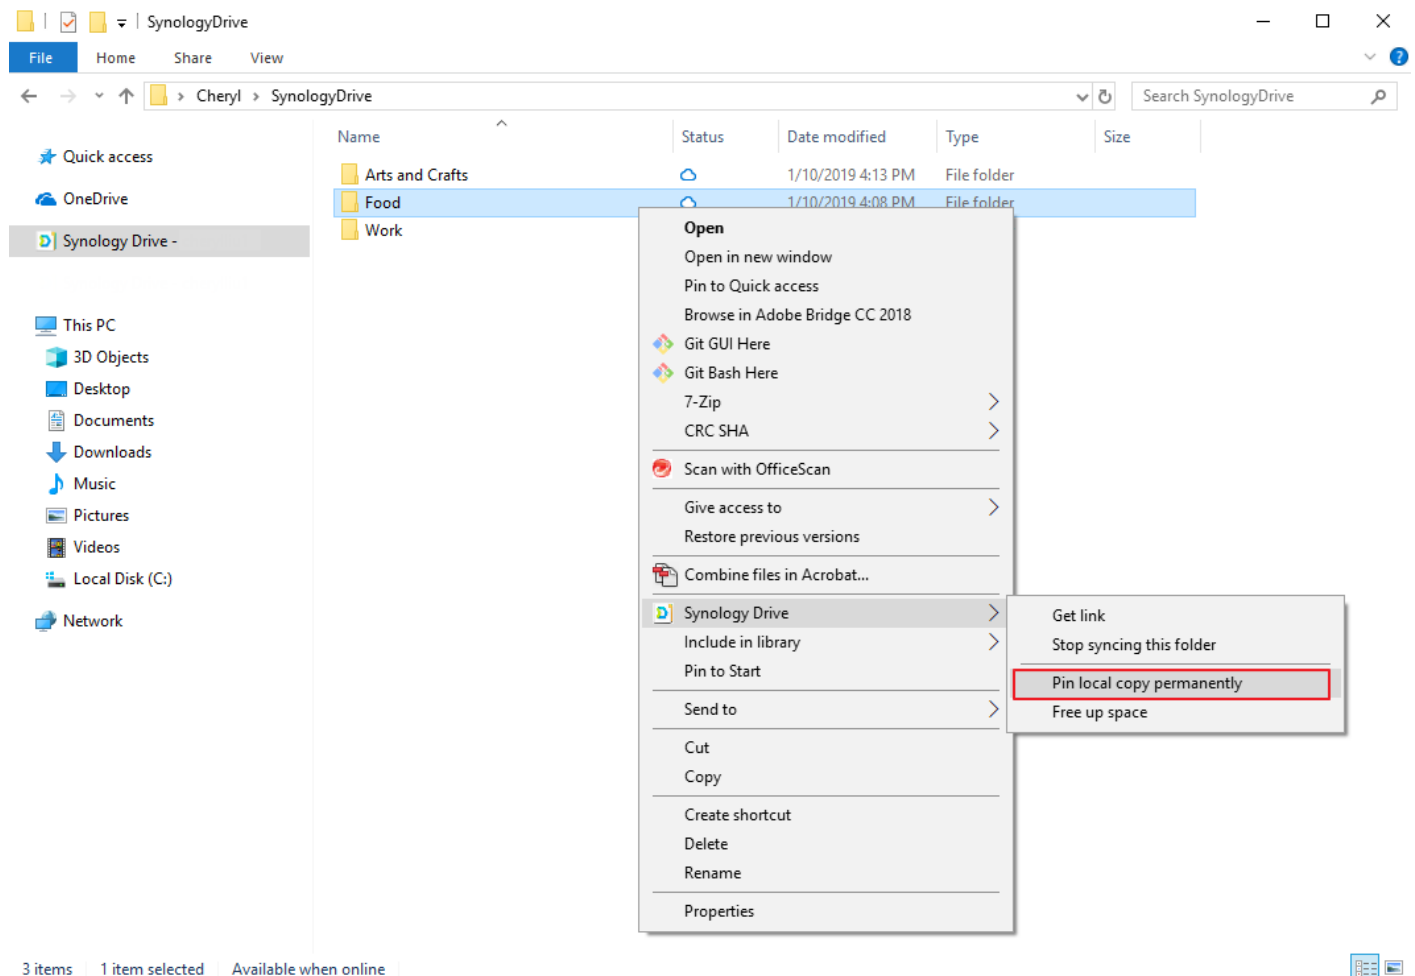 SynologyDrive
File Home Share View
Cheryl SynologyDrive Search SynologyDrive
Name Status Date modified Type Size
Quick access
OneDrive
Synology Drive -
This PC
3D Objects
Desktop
Documents
Downloads
Music
Pictures
Videos
Local Disk (C:)
Network
Arts and Crafts 1/10/2019 4:13 PM File folder
Food 1/10/2019 4:08 PM File folder
Work
Open
Open in new window
Pin to Quick access
Browse in Adobe Bridge CC 2018
Git GUI Here
Git Bash Here
7-Zip
CRC SHA
Scan with OfficeScan
Give access to
Restore previous versions
Combine files in Acrobat...
Synology Drive
Include in library
Pin to Start
Send to
Cut
Copy
Create shortcut
Delete
Rename
Properties
Get link
Stop syncing this folder
Pin local copy permanently
Free up space
3 items 1 item selected Available when online